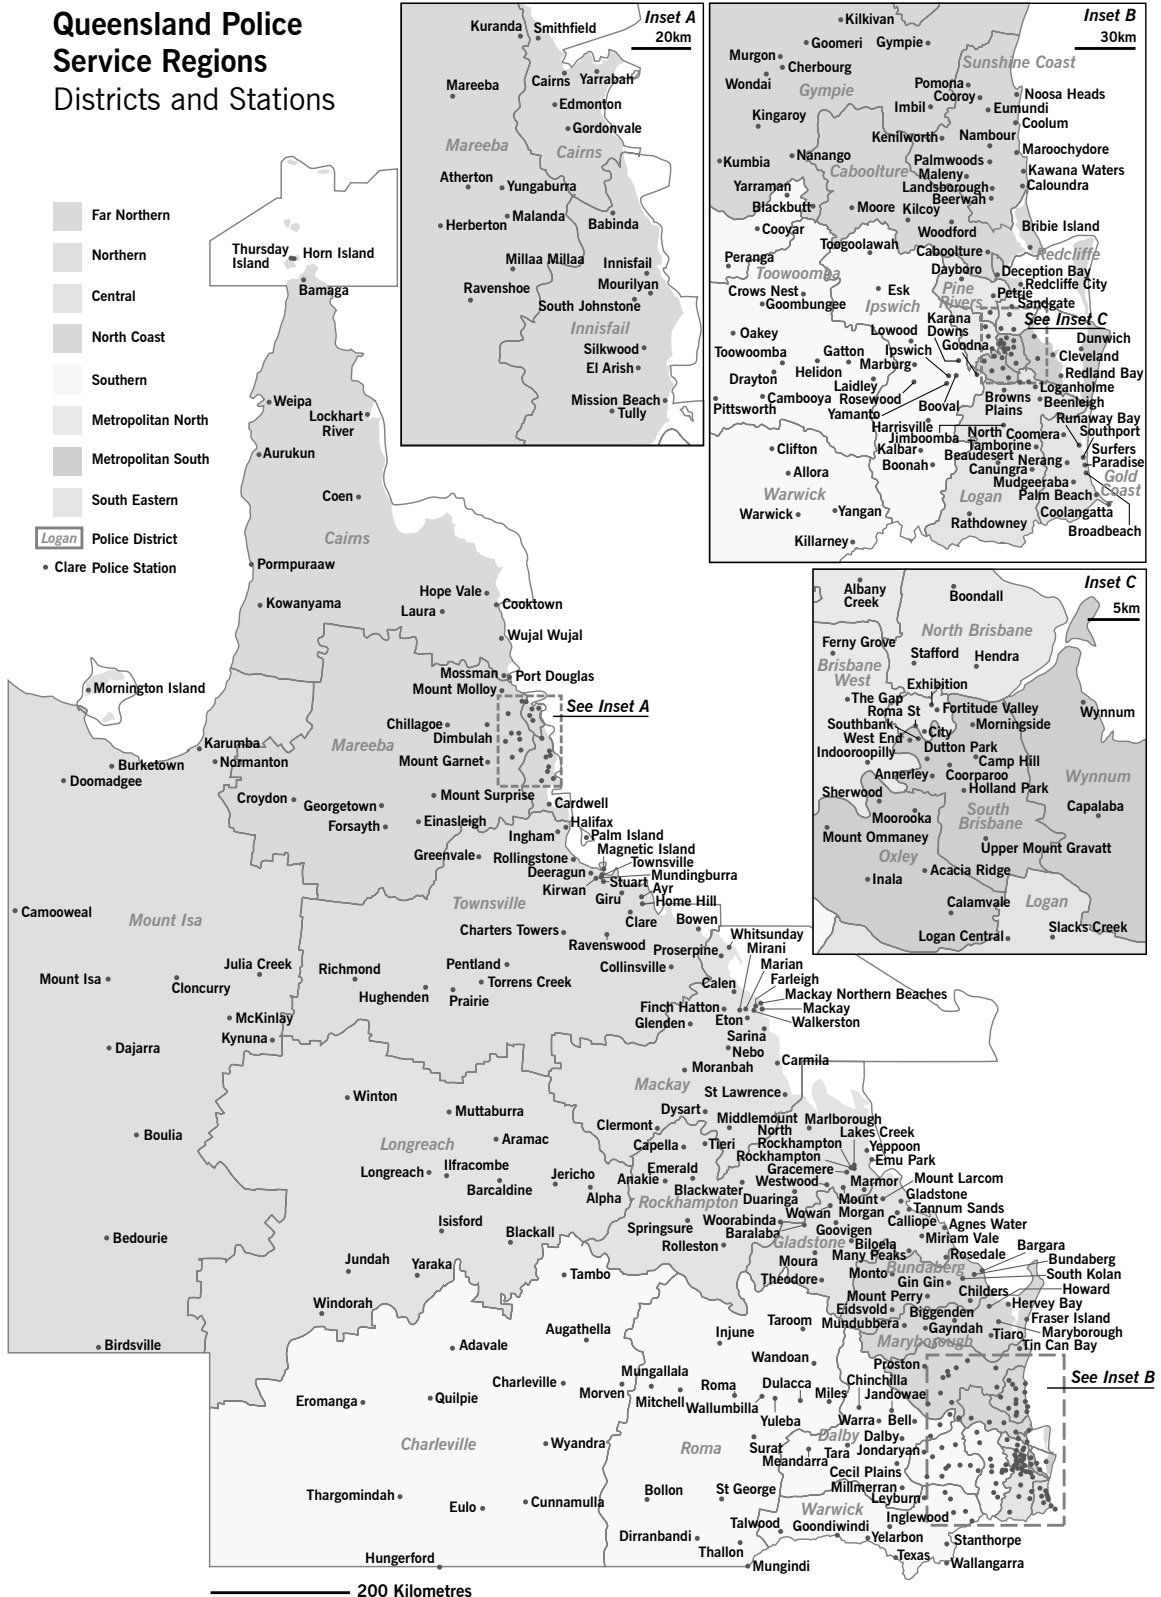 Queensland Police
Service Regions
Districts and Stations
Far Northern
Northern
Central
North Coast
Southern
Metropolitan North
Metropolitan South
South Eastern
Logan Police District
Clare Police Station
Inset A
20km
Kuranda
Smithfield
Mareeba
Cairns
Yarrabah
Edmonton
Gordonvale
Mareeba
Cairns
Atherton
Yungaburra
Herberton
Malanda
Babinda
Millaa Millaa
Innisfail
Ravenshoe
Mourilyan
South Johnstone
Innisfail
Silkwood
El Arish
Mission Beach
Tully
Inset B
30km
Kilkivan
Goomeri
Gympie
Murgon
Cherbourg
Sunshine Coast
Wondai
Gympie
Pomona
Cooroy
Noosa Heads
Imbil
Eumundi
Kingaroy
Coolum
Kenilworth
Nambour
Maroochydore
Kumbia
Nanango
Palmwoods
Caboolture
Maleny
Kawana Waters
Yarraman
Landsborough
Caloundra
Beerwah
Blackbutt
Moore
Kilcoy
Cooyar
Woodford
Bribie Island
Toogoolawah
Caboolture
Redcliffe
Peranga
Toowoomba
Dayboro
Deception Bay
Redcliffe City
Crows Nest
Esk
Pine
Rivers
Petrie
Goombungee
Ipswich
Sandgate
Karana
Downs
See Inset C
Oakey
Lowood
Goodna
Dunwich
Toowoomba
Gatton
Ipswich
Cleveland
Helidon
Marburg
Redland Bay
Drayton
Laidley
Loganholme
Cambooya
Rosewood
Browns
Plains
Beenleigh
Pittsworth
Yamanto
Booval
Runaway Bay
Harrisville
North
Tamborine
Coomera
Southport
Jimboomba
Clifton
Kalbar
Beaudesert
Nerang
Surfers
Paradise
Boonah
Canungra
Allora
Mudgeeraba
Gold
Coast
Warwick
Logan
Palm Beach
Warwick
Yangan
Rathdowney
Coolangatta
Broadbeach
Killarney
Inset C
5km
Albany
Creek
Boondall
North Brisbane
Ferny Grove
Stafford
Hendra
Brisbane
West
Exhibition
The Gap
Roma St
Fortitude Valley
Wynnum
Southbank
City
Morningside
West End
Indooroopilly
Dutton Park
Camp Hill
Annerley
Coorparoo
Wynnum
Sherwood
Holland Park
Moorooka
South
Brisbane
Capalaba
Mount Ommaney
Upper Mount Gravatt
Oxley
Inala
Acacia Ridge
Calamvale
Logan
Logan Central
Slacks Creek
Thursday
Island
Horn Island
Bamaga
Weipa
Lockhart
River
Aurukun
Coen
Cairns
Pormpuraaw
Kowanyama
Hope Vale
Laura
Cooktown
Wujal Wujal
Mossman
Port Douglas
Mount Molloy
Mornington Island
See Inset A
Chillagoe
Mareeba
Dimbulah
Karumba
Normanton
Mount Garnet
Burketown
Doomadgee
Croydon
Georgetown
Mount Surprise
Cardwell
Forsayth
Einasleigh
Halifax
Ingham
Palm Island
Greenvale
Rollingstone
Magnetic Island
Townsville
Deeragun
Mundingburra
Kirwan
Stuart
Ayr
Giru
Home Hill
Camooweal
Mount Isa
Townsville
Clare
Bowen
Charters Towers
Ravenswood
Whitsunday
Proserpine
Mirani
Julia Creek
Richmond
Pentland
Collinsville
Marian
Mount Isa
Cloncurry
Hughenden
Torrens Creek
Calen
Farleigh
Prairie
Mackay Northern Beaches
Finch Hatton
Mackay
McKinlay
Glenden
Eton
Walkerston
Kynuna
Sarina
Dajarra
Nebo
Moranbah
Carmila
Mackay
Winton
St Lawrence
Muttaburra
Dysart
Boulia
Clermont
Middlemount
Marlborough
Longreach
Aramac
North
Rockhampton
Lakes Creek
Capella
Tieri
Yeppoon
Rockhampton
Emu Park
Longreach
Ilfracombe
Jericho
Emerald
Gracemere
Anakie
Westwood
Marmor
Mount Larcom
Barcaldine
Alpha
Blackwater
Duaringa
Mount
Morgan
Gladstone
Rockhampton
Wowan
Tannum Sands
Isisford
Springsure
Woorabinda
Goovigen
Calliope
Agnes Water
Blackall
Baralaba
Bedourie
Rolleston
Gladstone
Biloela
Miriam Vale
Many Peaks
Rosedale
Bargara
Jundah
Yaraka
Tambo
Moura
Bundaberg
Bundaberg
Theodore
Monto
Gin Gin
South Kolan
Childers
Howard
Windorah
Mount Perry
Hervey Bay
Eidsvold
Biggenden
Fraser Island
Taroom
Mundubbera
Gayndah
Maryborough
Augathella
Injune
Tiaro
Birdsville
Adavale
Maryborough
Tin Can Bay
Wandoan
Proston
Charleville
Mungallala
Chinchilla
See Inset B
Morven
Roma
Dulacca
Miles
Jandowae
Eromanga
Quilpie
Mitchell
Wallumbilla
Yuleba
Warra
Bell
Charleville
Wyandra
Roma
Surat
Dalby
Dalby
Meandarra
Tara
Jondaryan
Cecil Plains
Thargomindah
Bollon
St George
Millmerran
Eulo
Cunnamulla
Leyburn
Warwick
Inglewood
Talwood
Goondiwindi
Dirranbandi
Yelarbon
Stanthorpe
Thallon
Hungerford
Texas
Mungindi
Wallangarra
200 Kilometres